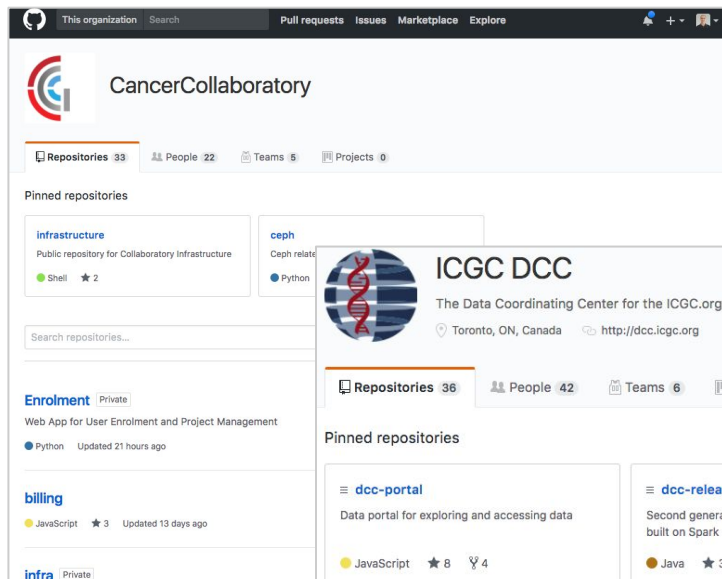 This organization Search Pull requests Issues Marketplace Explore
CancerCollaboratory
Repositories 33 People 22 Teams 5 Projects 0
Pinned repositories
infrastructure
Public repository for Collaboratory Infrastructure
Shell 2
ceph
Ceph relate
Python
Search repositories...
Enrolment Private
Web App for User Enrolment and Project Management
Python Updated 21 hours ago
billing
JavaScript 3 Updated 13 days ago
infra Private
ICGC DCC
The Data Coordinating Center for the ICGC.org
Toronto, ON, Canada http://dcc.icgc.org
Repositories 36 People 42 Teams 6
Pinned repositories
dcc-portal
Data portal for exploring and accessing data
JavaScript 8 4
dcc-relea
Second genera
built on Spark
Java